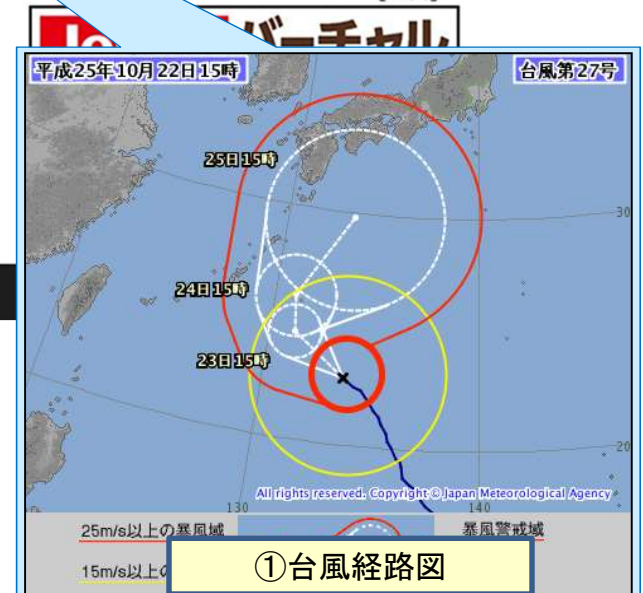 バーチャル
平成25年10月22日15時
台風第27号
25日15時
30
24日15時
23日15時
20
All rights reserved. Copyright © Japan Meteorological Agency
130
140
25m/s以上の暴風域
暴風警戒域
15m/s以上の
①台風経路図